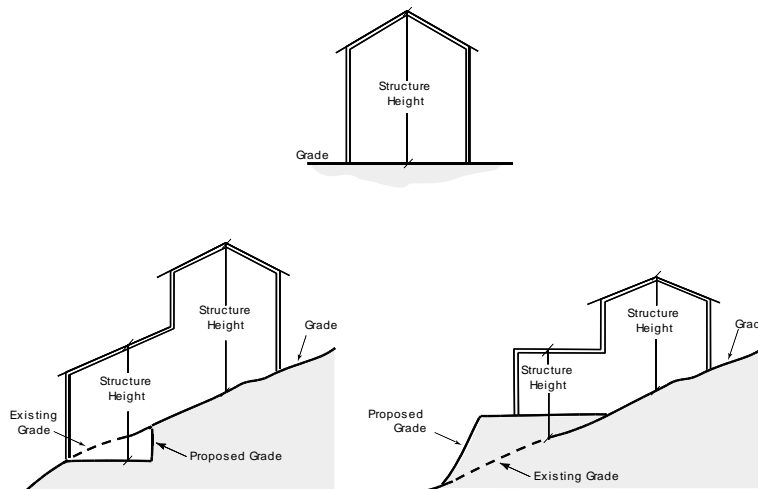 Structure
Height
Grade
Structure
Height
Grade
Structure
Height
Existing
Grade
Proposed Grade
Structure
Height
Grad
Structure
Height
Proposed
Grade
Existing Grade